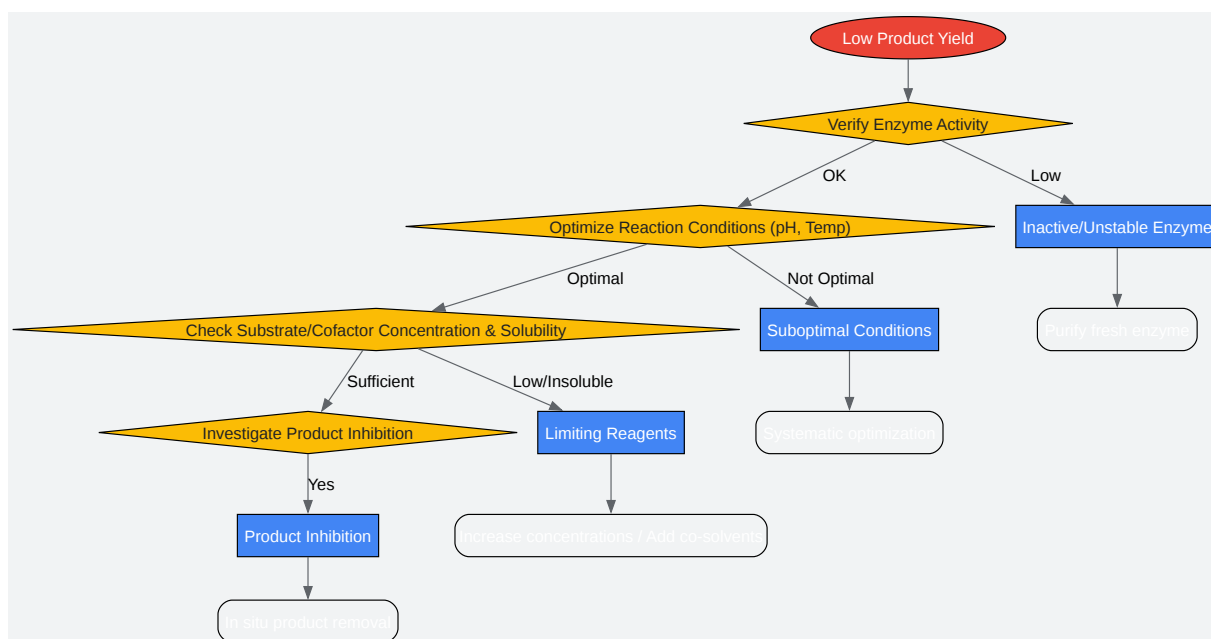 Low Product Yield
Verify Enzyme Activity
OK
Low
Optimize Reaction Conditions (pH, Temp)
Inactive/Unstable Enzyme
Optimal
Not Optimal
Check Substrate/Cofactor Concentration & Solubility
Suboptimal Conditions
Purify fresh enzyme
Sufficient
Low/Insoluble
Investigate Product Inhibition
Limiting Reagents
Systematic optimization
Yes
Product Inhibition
Increase concentrations / Add co-solvents
In situ product removal